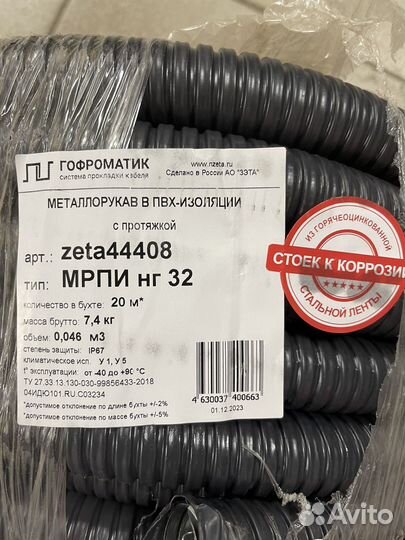 ГОФРОМАТИК
система прокладки кабеля
www.nzeta.ru
Сделано в России АО "ЗЭТА"
МЕТАЛЛОРУКАВ В ПВХ-ИЗОЛЯЦИИ
с протяжкой
арт.: zeta44408
тип: МРПИ нг 32
количество в бухте: 20 м*
масса брутто: 7,4 кг
объем: 0,046 м3
степень защиты: IP67
климатическое исп. У 1, У 5
t° эксплуатации: от -40 до +90 °С
ТУ 27.33.13.130-030-99856433-2018
04ИДЮ101.RU.С03234
*допустимое отклонение по длине бухты +/-2%
*допустимое отклонение по массе бухты +/-5%
4 630037 400663
01.12.2023
ИЗ ГОРЯЧЕОЦИНКОВАННОЙ
СТОЕК К КОРРОЗИИ
СТАЛЬНОЙ ЛЕНТЫ
Avito